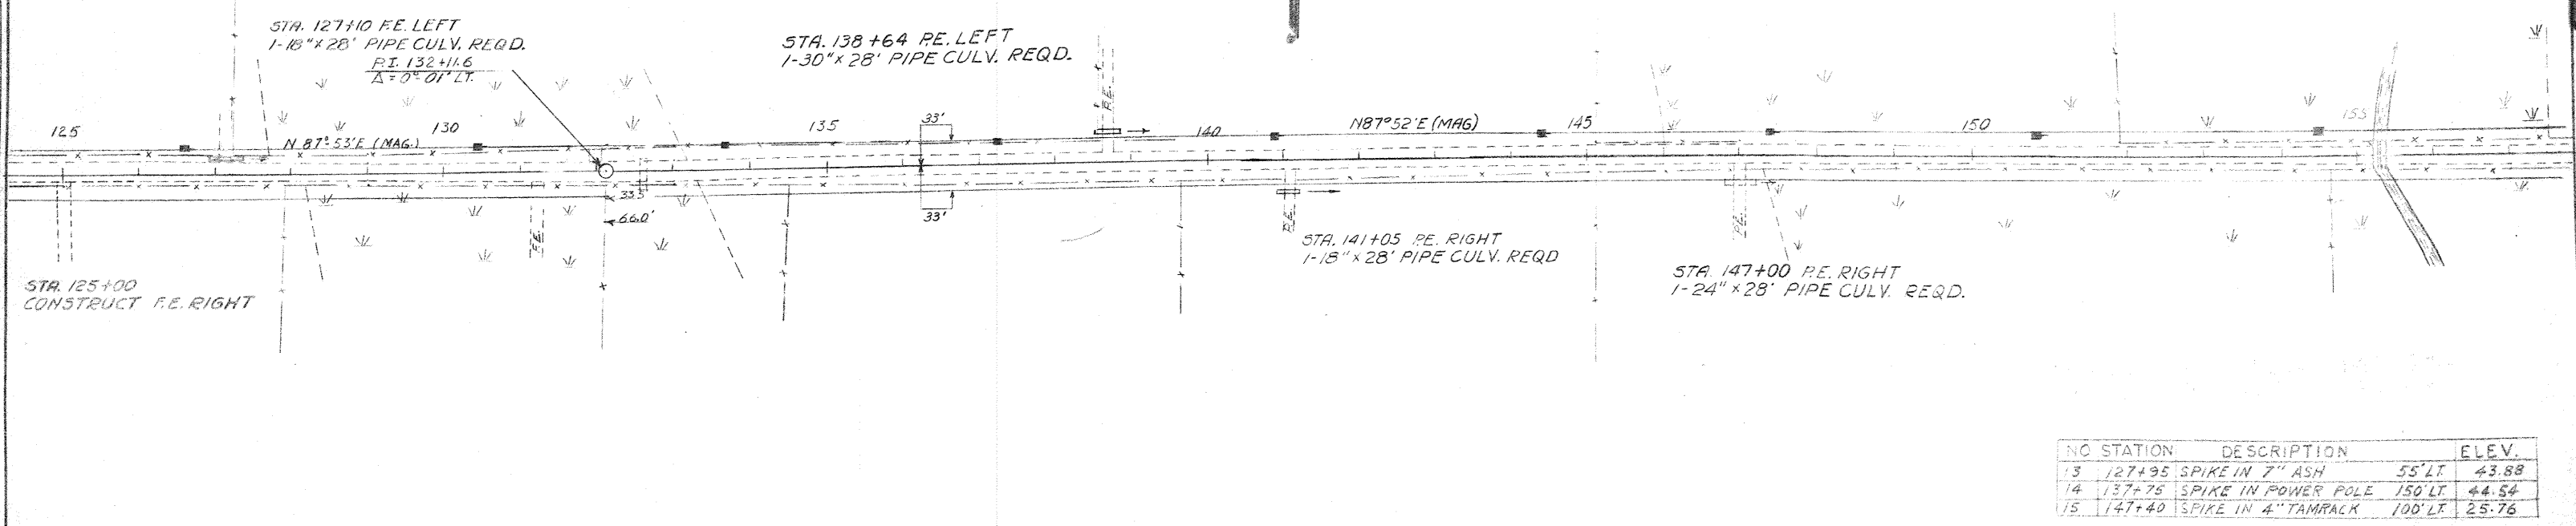 STA. 127+10 F.E. LEFT
1-18"x28' PIPE CULV. REQD.
P.I. 132+11.6
Δ = 0° 01' LT.
STA. 138+64 P.E. LEFT
1-30"x28' PIPE CULV. REQD.
125
N 87° 53' E (MAG.)
130
135
33'
P.E.
140
N 87° 52' E (MAG)
145
150
155
33'
66.0'
33'
F.E.
P.E.
P.E.
STA. 125+00
CONSTRUCT F.E. RIGHT
STA. 141+05 P.E. RIGHT
1-18"x28' PIPE CULV. REQD
STA. 147+00 P.E. RIGHT
1-24"x28' PIPE CULV. REQD.
NO STATION DESCRIPTION ELEV.
13 127+95 SPIKE IN 7" ASH 55' LT. 43.88
14 137+75 SPIKE IN POWER POLE 150' LT. 44.54
15 147+40 SPIKE IN 4" TAMRACK 100' LT. 25.76